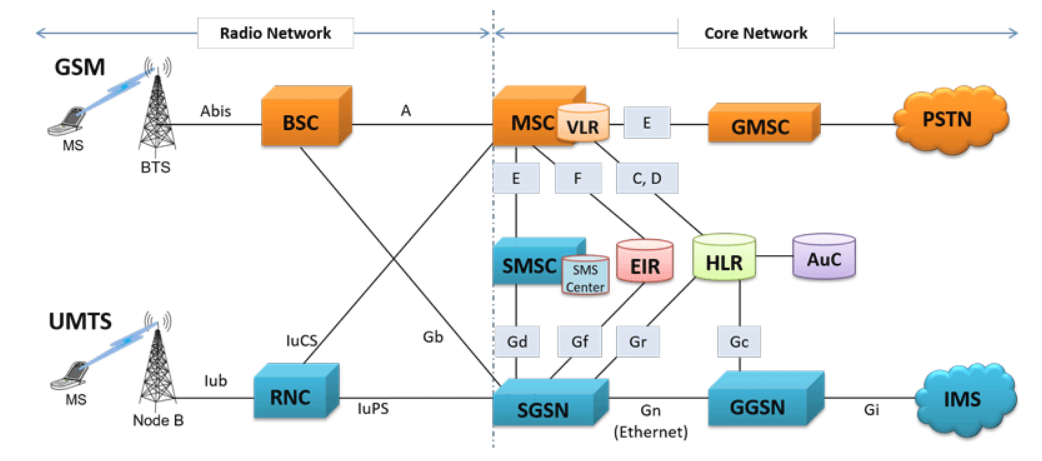 Radio Network
Core Network
GSM
MS
BTS
Abis
BSC
A
MSC
VLR
E
GMSC
PSTN
E
F
C, D
SMSC
SMS
Center
EIR
HLR
AuC
UMTS
MS
Node B
Iub
RNC
IuCS
IuPS
Gb
Gd
Gf
Gr
Gc
SGSN
Gn
(Ethernet)
GGSN
Gi
IMS